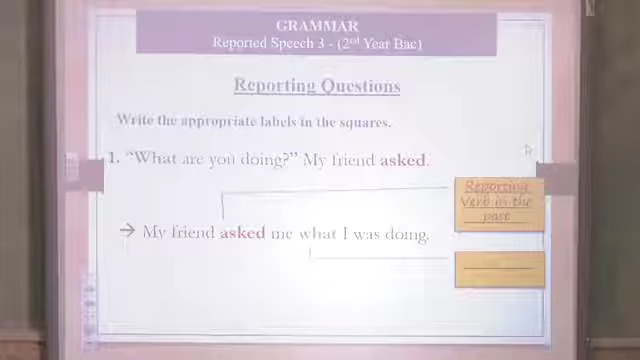 GRAMMAR
Reported Speech 3 - (2nd Year Bac)
Reporting Questions
Write the appropriate labels in the squares.
1. “What are you doing?” My friend asked.
Reporting
Verb in the
past
→ My friend asked me what I was doing.